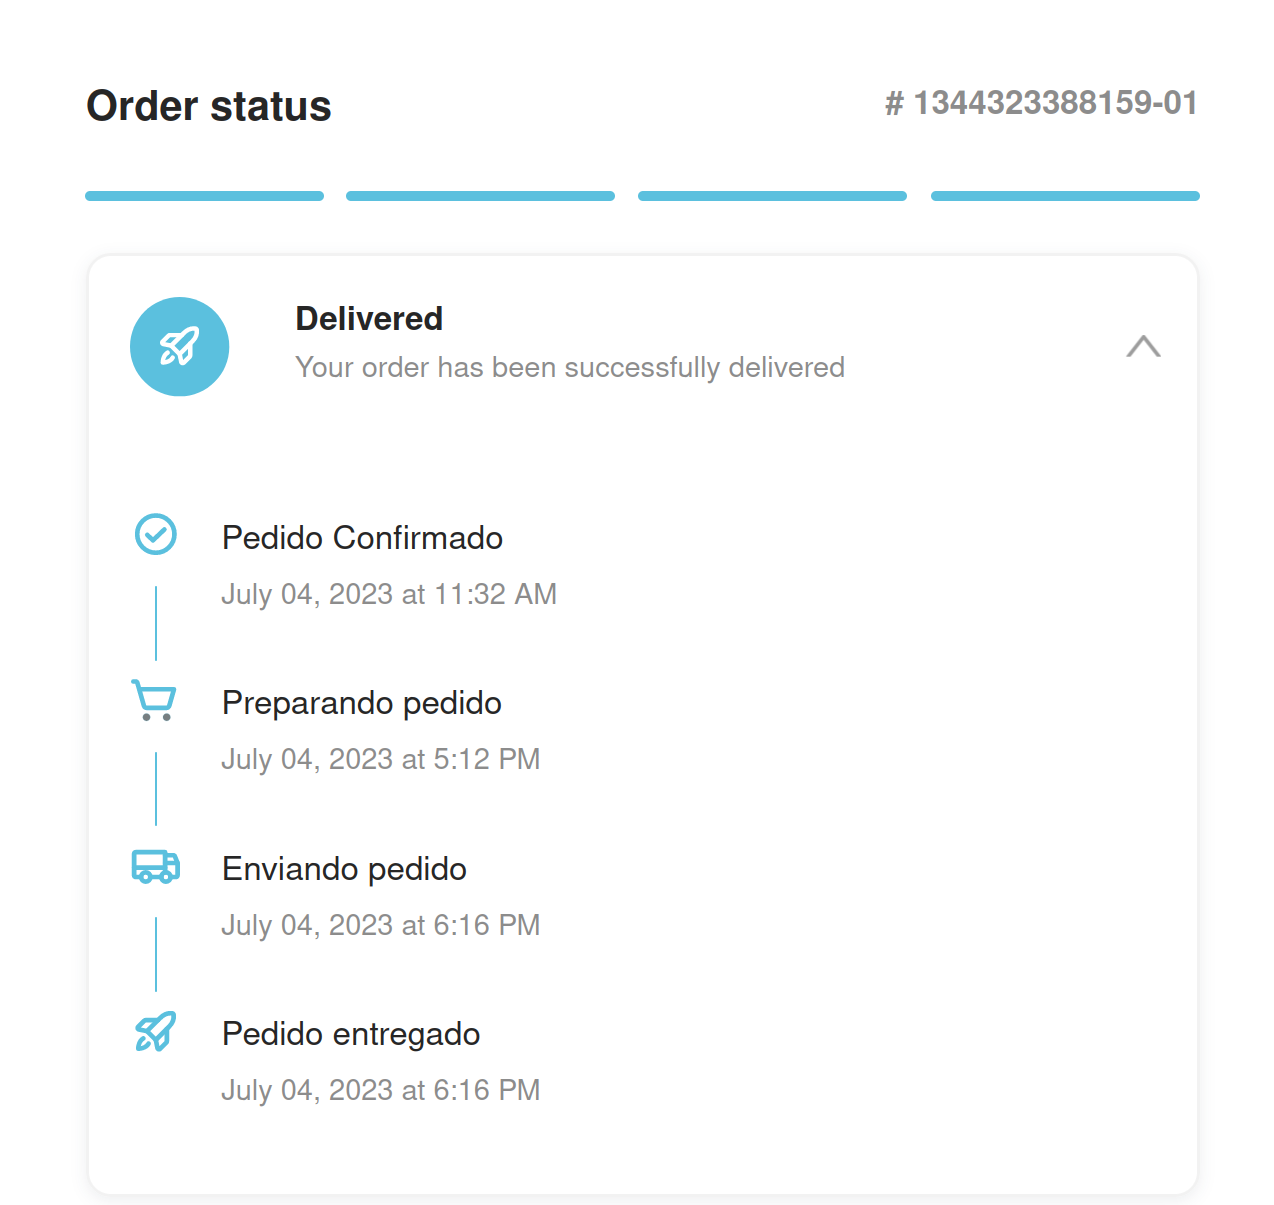 Order status
# 1344323388159-01
Delivered
Your order has been successfully delivered
Pedido Confirmado
July 04, 2023 at 11:32 AM
Preparando pedido
July 04, 2023 at 5:12 PM
Enviando pedido
July 04, 2023 at 6:16 PM
Pedido entregado
July 04, 2023 at 6:16 PM